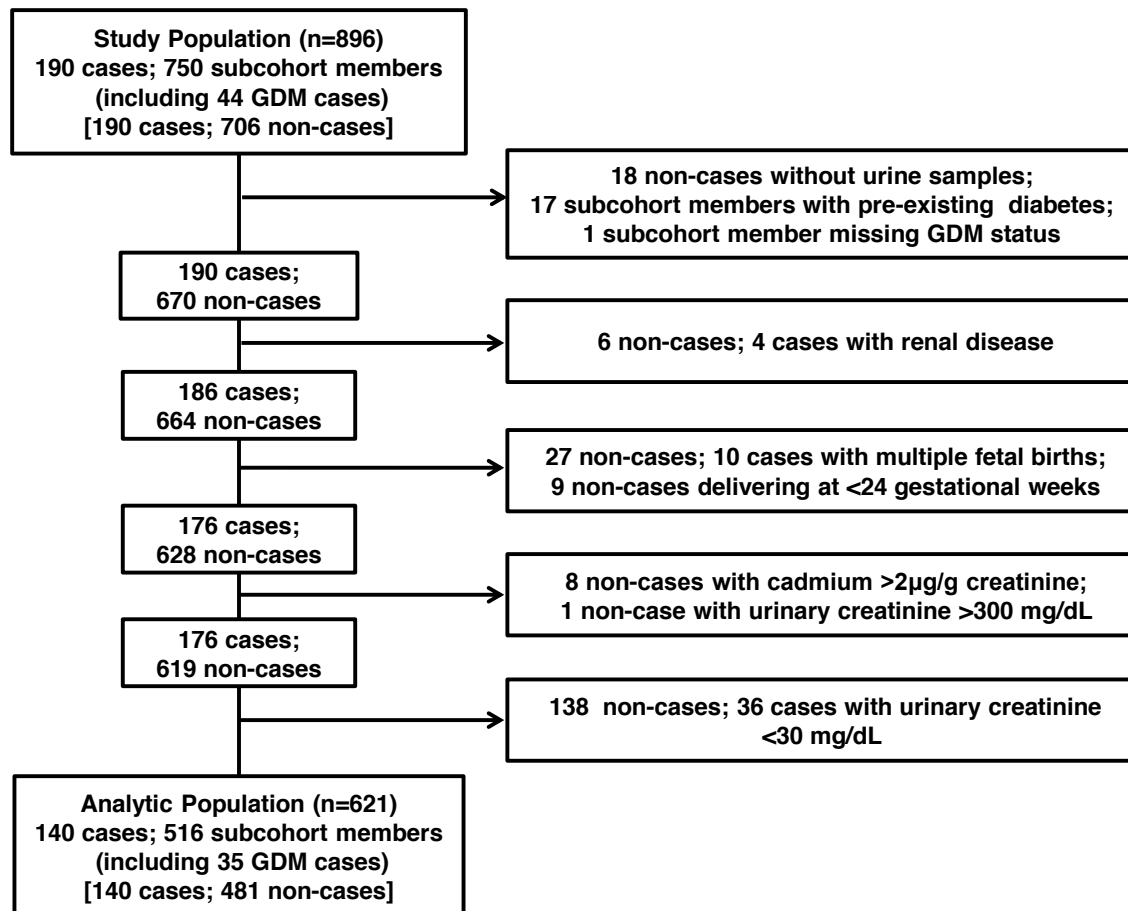 Study Population (n=896)
190 cases; 750 subcohort members
(including 44 GDM cases)
[190 cases; 706 non-cases]
18 non-cases without urine samples;
17 subcohort members with pre-existing diabetes;
1 subcohort member missing GDM status
190 cases;
670 non-cases
6 non-cases; 4 cases with renal disease
186 cases;
664 non-cases
27 non-cases; 10 cases with multiple fetal births;
9 non-cases delivering at <24 gestational weeks
176 cases;
628 non-cases
8 non-cases with cadmium >2µg/g creatinine;
1 non-case with urinary creatinine >300 mg/dL
176 cases;
619 non-cases
138 non-cases; 36 cases with urinary creatinine
<30 mg/dL
Analytic Population (n=621)
140 cases; 516 subcohort members
(including 35 GDM cases)
[140 cases; 481 non-cases]